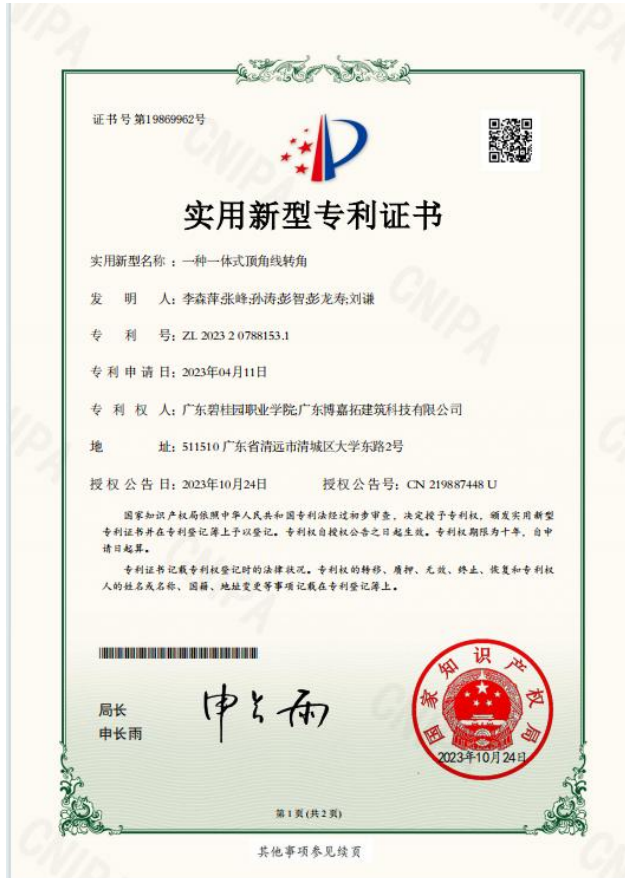 证书号第19869962号
实用新型专利证书
实用新型名称：一种一体式顶角线转角
发明人：李森萍;张峰;孙涛;彭智;彭龙寿;刘谦
专利号：ZL 2023 2 0788153.1
专利申请日：2023年04月11日
专利权人：广东碧桂园职业学院;广东博嘉拓建筑科技有限公司
地址：511510 广东省清远市清城区大学东路2号
授权公告日：2023年10月24日 授权公告号：CN 219887448 U
国家知识产权局依照中华人民共和国专利法经过初步审查，决定授予专利权，颁发实用新型
专利证书并在专利登记簿上予以登记。专利权自授权公告之日起生效。专利权期限为十年，自申
请日起算。
专利证书记载专利权登记时的法律状况。专利权的转移、质押、无效、终止、恢复和专利权
人的姓名或名称、国籍、地址变更等事项记载在专利登记簿上。
局长
申长雨
申长雨
国家知识产权局
2023年10月24日
第1页(共2页)
其他事项参见续页
CNIPA